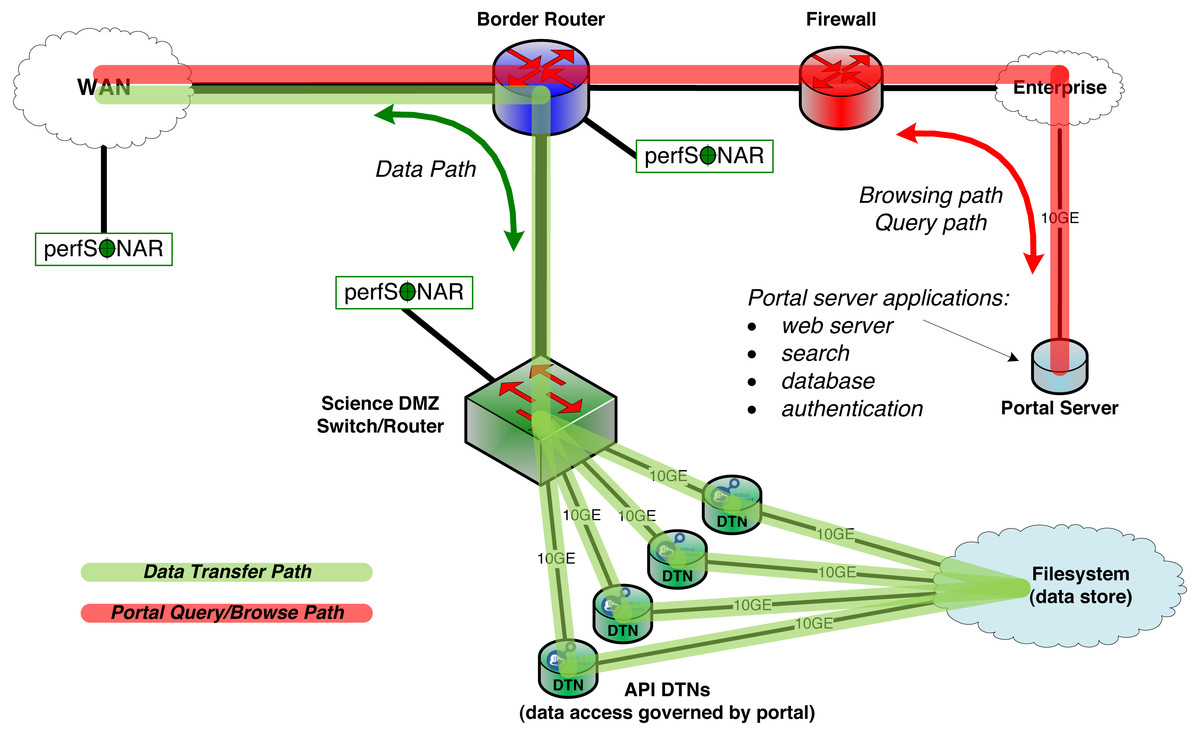 Border Router
Firewall
WAN
Enterprise
perfSONAR
Data Path
Browsing path
Query path
10GE
perfSONAR
perfSONAR
Portal server applications:
• web server
• search
• database
• authentication
Portal Server
Science DMZ
Switch/Router
10GE
10GE
10GE
10GE
DTN
10GE
DTN
10GE
DTN
10GE
DTN
10GE
Filesystem
(data store)
Data Transfer Path
Portal Query/Browse Path
API DTNs
(data access governed by portal)